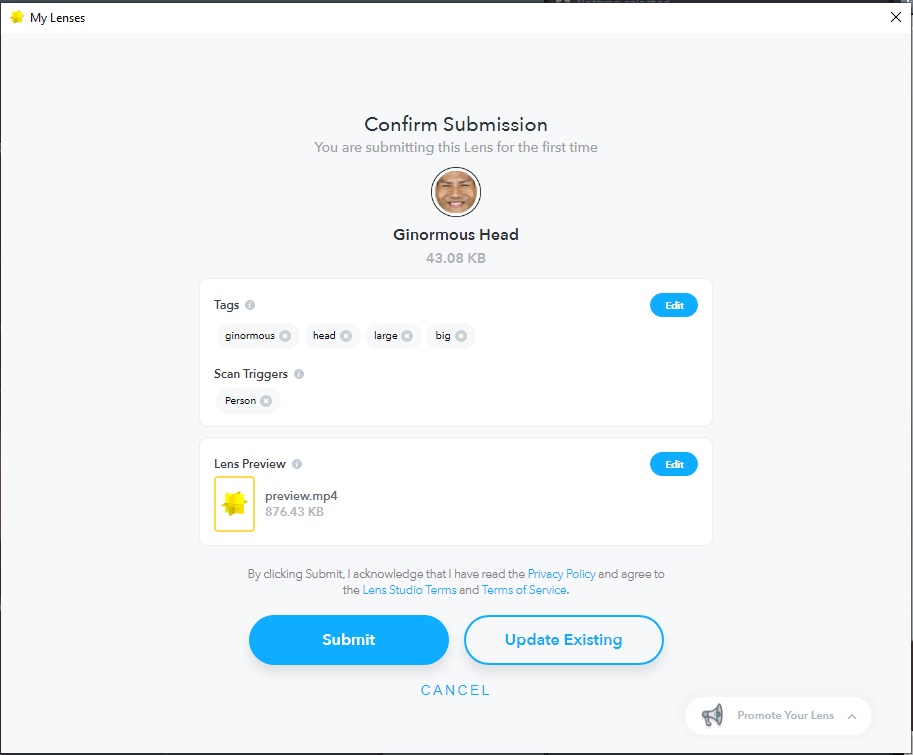 My Lenses
Confirm Submission
You are submitting this Lens for the first time
Ginormous Head
43.08 KB
Tags
Edit
ginormous
head
large
big
Scan Triggers
Person
Lens Preview
Edit
preview.mp4
876.43 KB
By clicking Submit, I acknowledge that I have read the Privacy Policy and agree to
the Lens Studio Terms and Terms of Service.
Submit
Update Existing
CANCEL
Promote Your Lens